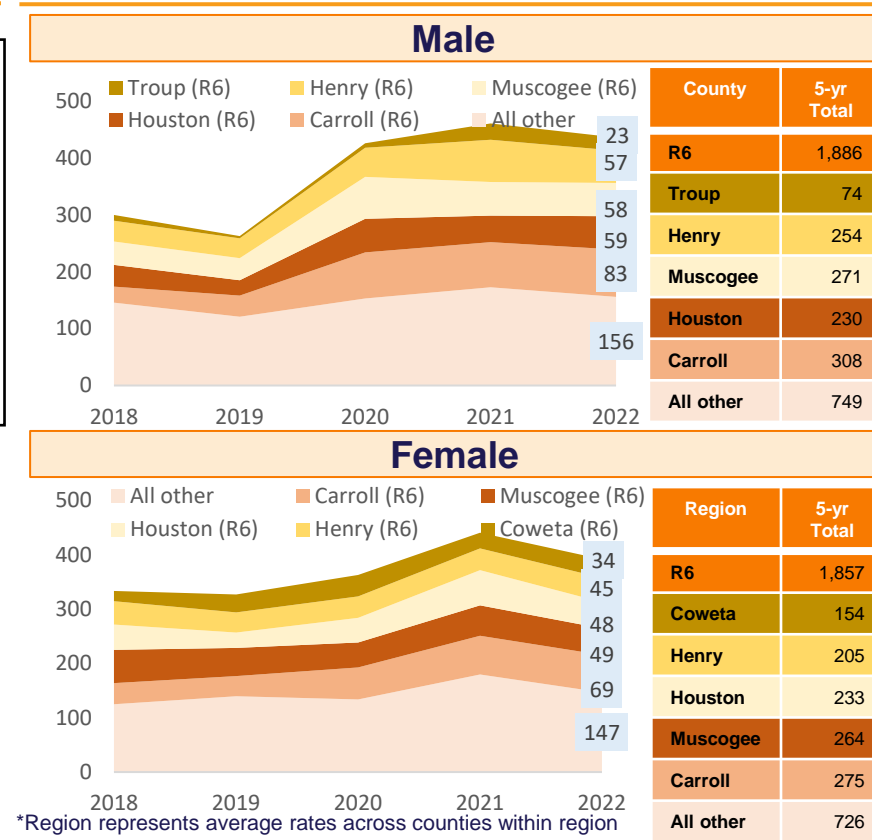 Male
Troup (R6) Henry (R6) Muscogee (R6)
Houston (R6) Carroll (R6) All other
500
400
300
200
100
0
2018 2019 2020 2021 2022
23
57
58
59
83
156
County 5-yr Total
R6 1,886
Troup 74
Henry 254
Muscogee 271
Houston 230
Carroll 308
All other 749
Female
All other Carroll (R6) Muscogee (R6)
Houston (R6) Henry (R6) Coweta (R6)
500
400
300
200
100
0
2018 2019 2020 2021 2022
34
45
48
49
69
147
Region 5-yr Total
R6 1,857
Coweta 154
Henry 205
Houston 233
Muscogee 264
Carroll 275
All other 726
*Region represents average rates across counties within region